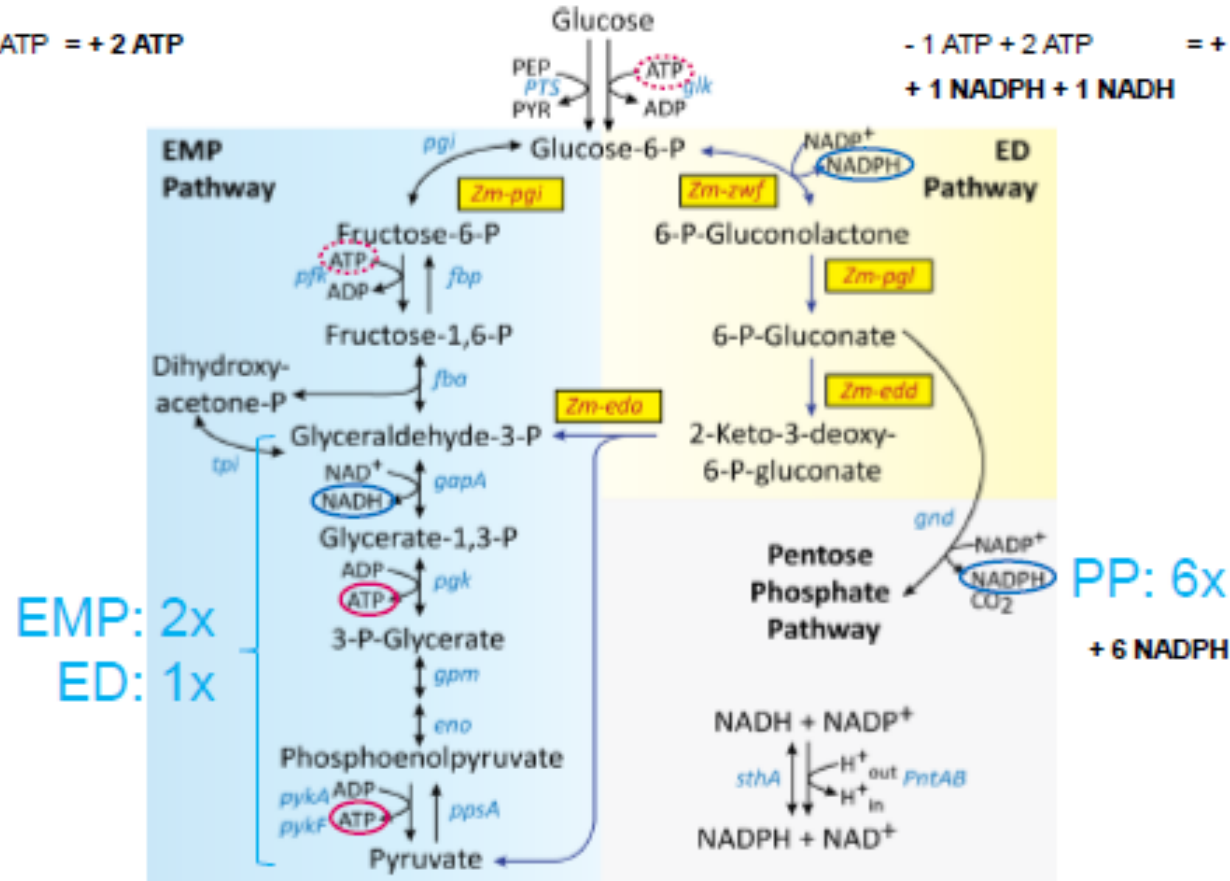 Glucose
ATP = + 2 ATP
- 1 ATP + 2 ATP = +
+ 1 NADPH + 1 NADH
PEP
PTS
PYR
ATP
glk
ADP
EMP
Pathway
pgi
Glucose-6-P
NADP+
NADPH
ED
Pathway
Zm-pgi
Zm-zwf
Fructose-6-P
6-P-Gluconolactone
ATP
pfk
ADP
fbp
Zm-pgl
Fructose-1,6-P
6-P-Gluconate
Dihydroxy-
acetone-P
fba
Zm-eda
Zm-edd
Glyceraldehyde-3-P
2-Keto-3-deoxy-
6-P-gluconate
tpi
NAD+
NADH
gapA
gnd
Glycerate-1,3-P
NADP+
NADPH
CO2
Pentose
Phosphate
Pathway
PP: 6x
+ 6 NADPH
ADP
ATP
pgk
EMP: 2x
ED: 1x
3-P-Glycerate
gpm
eno
Phosphoenolpyruvate
pykA ADP
pykF ATP
ppsA
Pyruvate
NADH + NADP+
sthA
H+out
PntAB
H+in
NADPH + NAD+